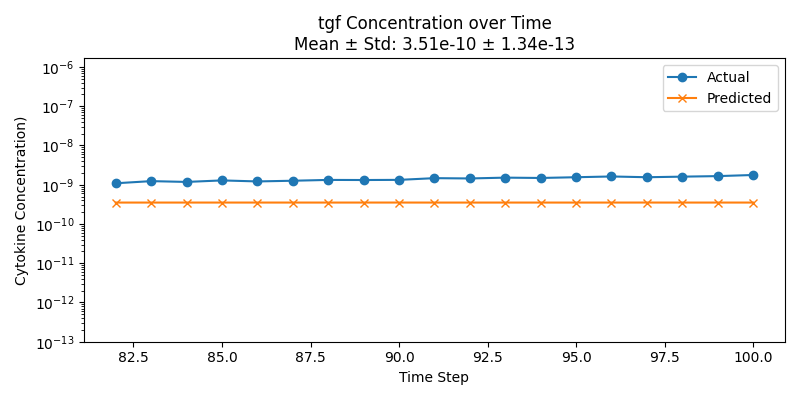 tgf Concentration over Time
Mean ± Std: 3.51e-10 ± 1.34e-13
Actual
Predicted
Cytokine Concentration)
10⁻⁶
10⁻⁷
10⁻⁸
10⁻⁹
10⁻¹⁰
10⁻¹¹
10⁻¹²
10⁻¹³
82.5 85.0 87.5 90.0 92.5 95.0 97.5 100.0
Time Step